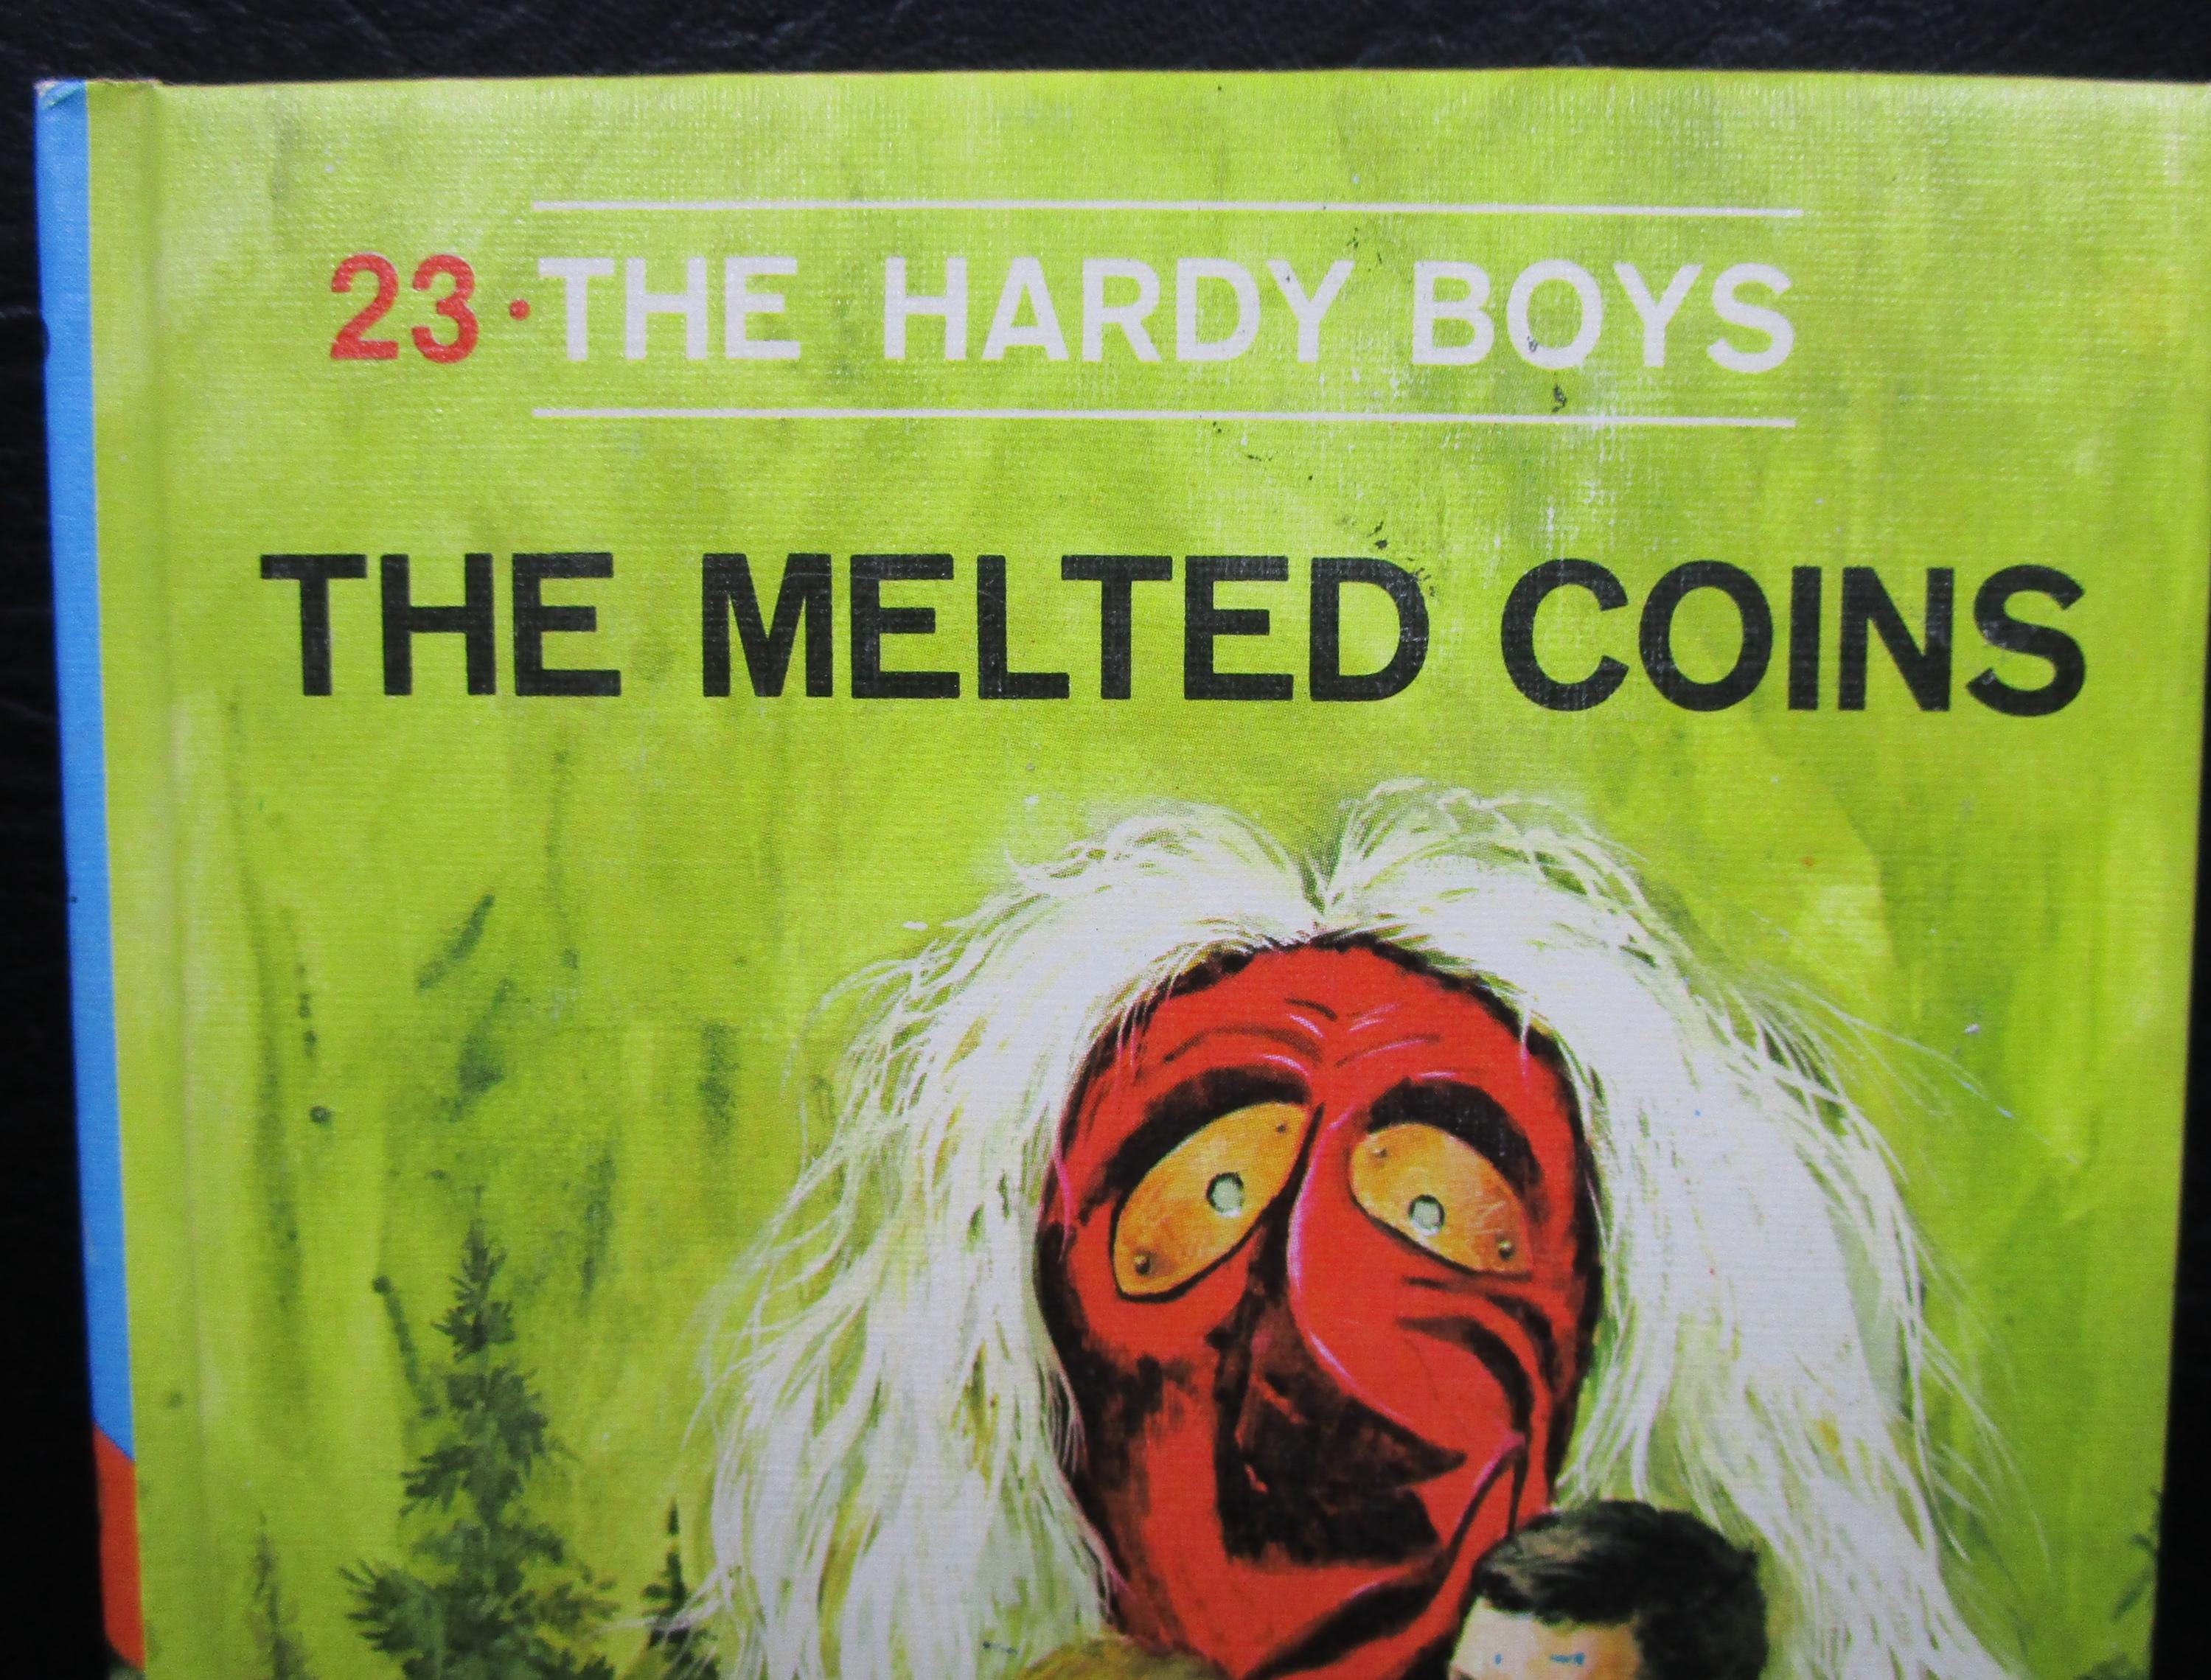 23·THE HARDY BOYS
THE MELTED COINS